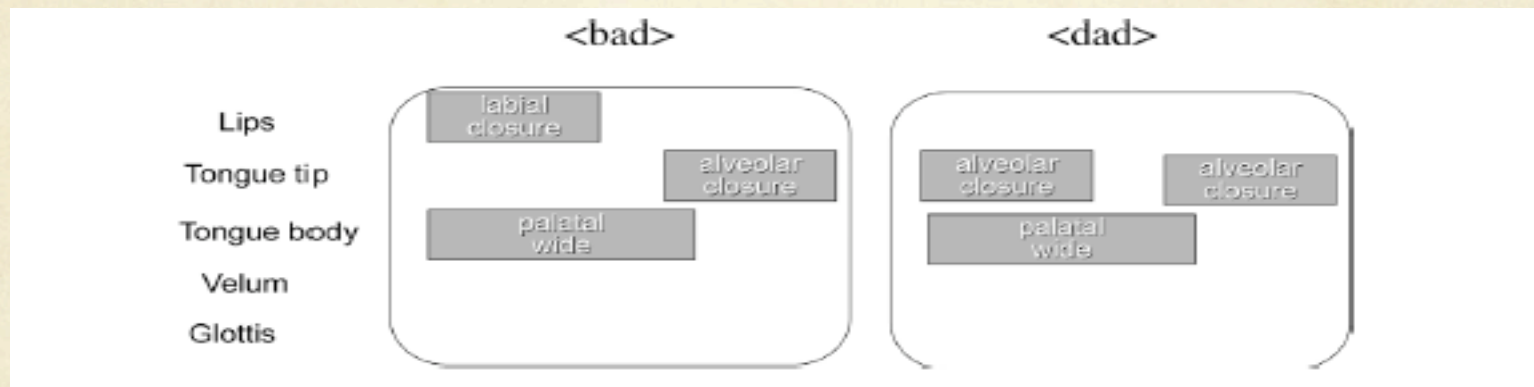 <bad> <dad>
Lips
labial
closure
Tongue tip
alveolar
closure
alveolar
closure
alveolar
closure
Tongue body
palatal
wide
palatal
wide
Velum
Glottis